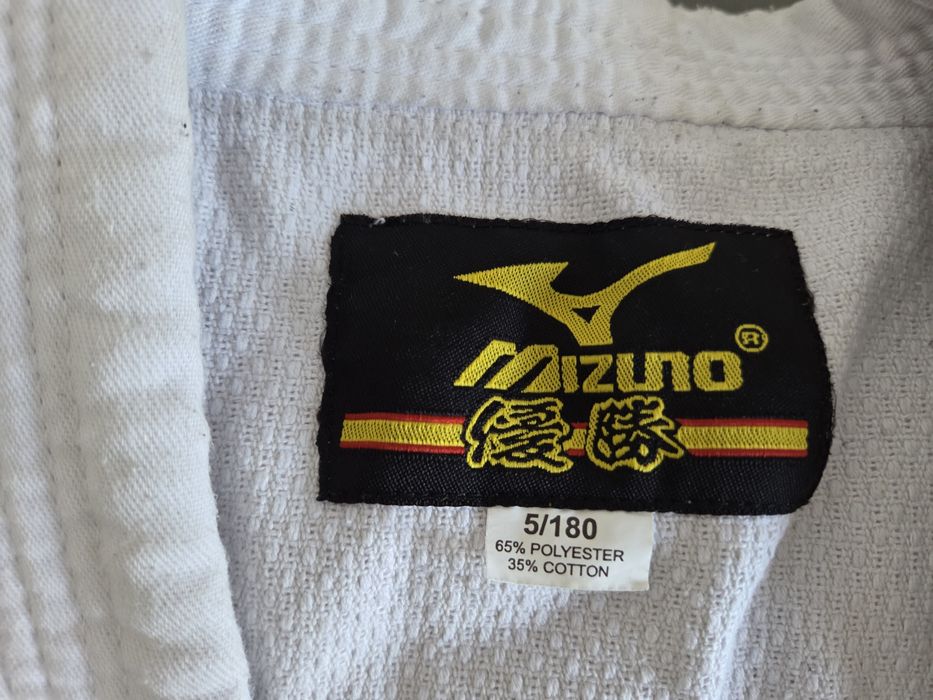 MIZUNO®
優勝
5/180
65% POLYESTER
35% COTTON